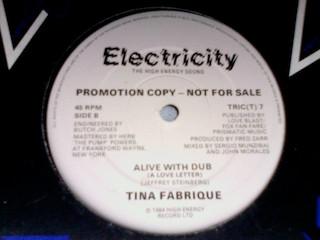 Electricity
THE HIGH ENERGY SOUND
PROMOTION COPY – NOT FOR SALE
45 RPM
SIDE B
ENGINEERED BY
BUTCH JONES
MASTERED BY HERB
THE PUMP POWERS
AT FRANKFORD WAYNE,
NEW YORK
TRIC(T) 7
PUBLISHED BY
LOVE BLAST-
FOX FAN FARE-
PRISMATIC MUSIC
PRODUCED BY FRED ZARR
MIXED BY SERGIO MUNZIBAI
AND JOHN MORALES
ALIVE WITH DUB
(A LOVE LETTER)
(JEFFREY STEINBERG)
TINA FABRIQUE
℗ 1984 HIGH ENERGY
RECORD LTD